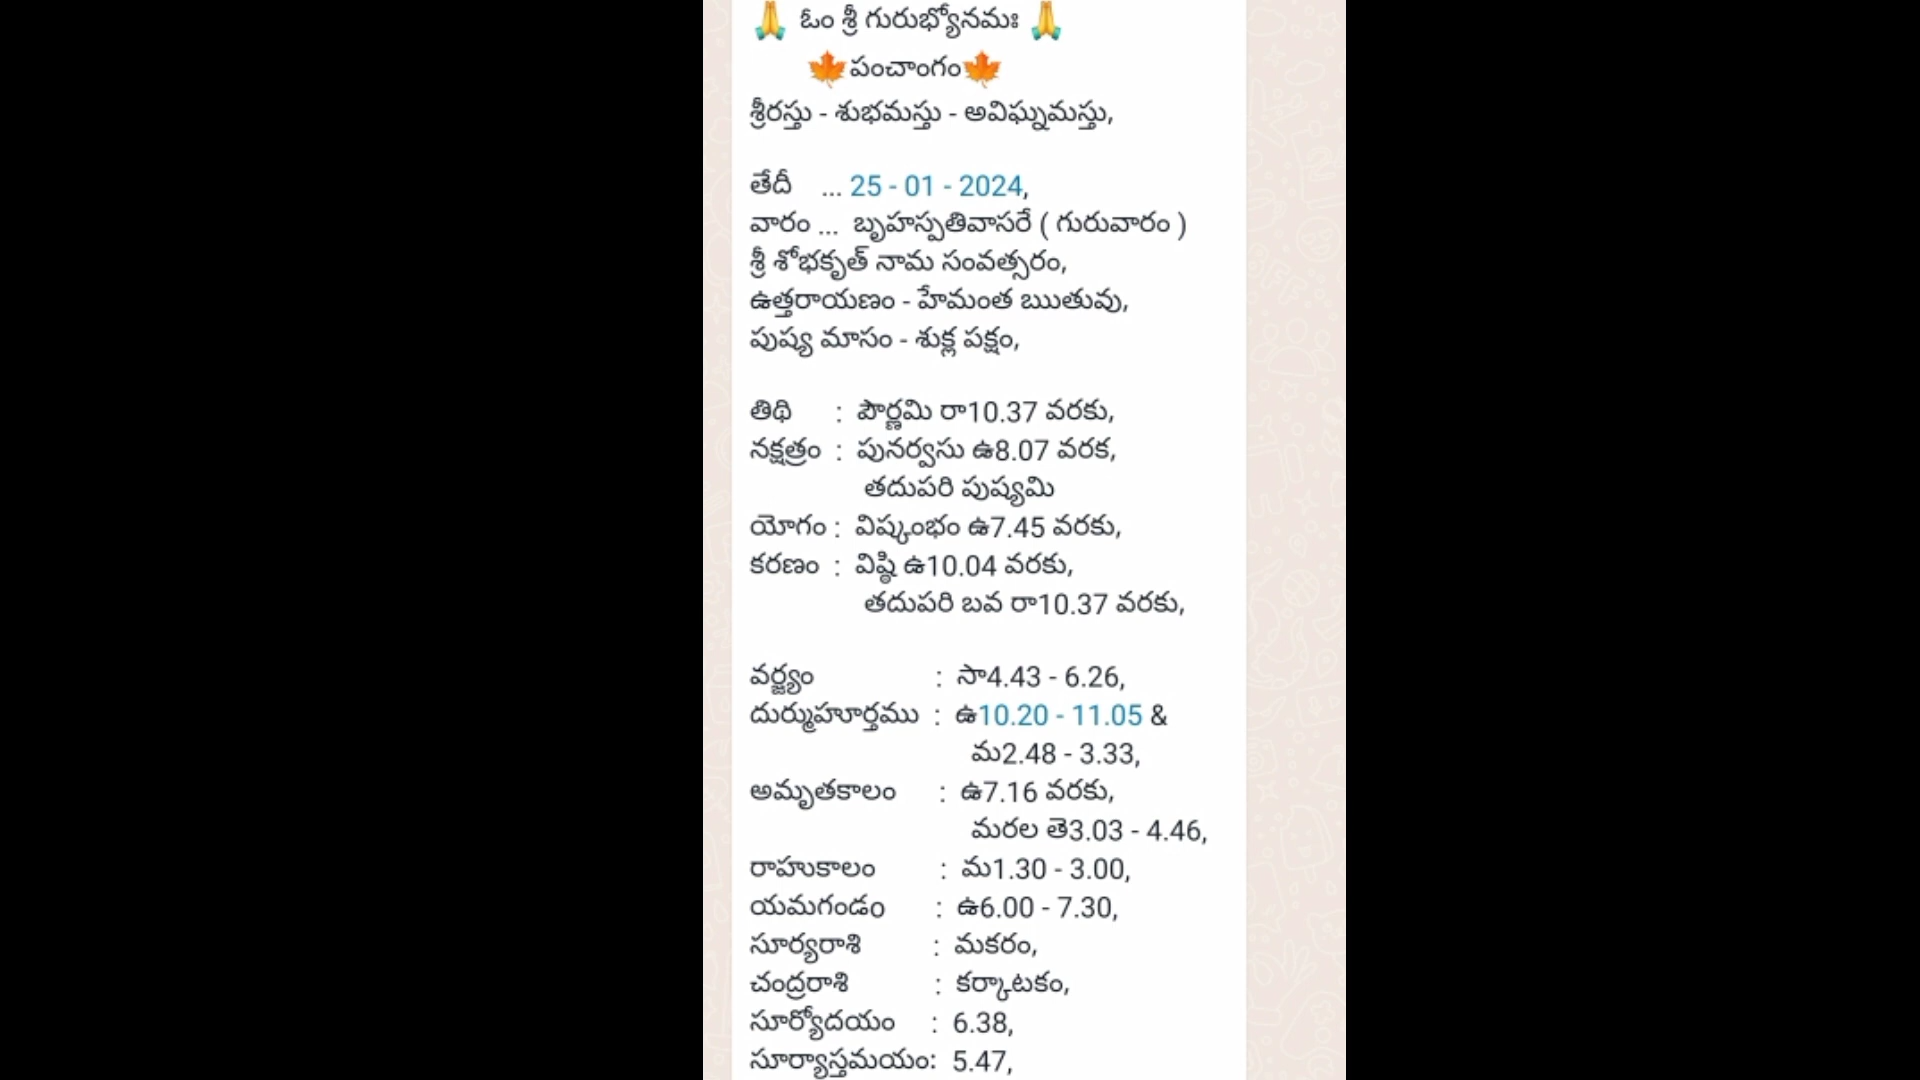 🙏 ఓం శ్రీ గురుభ్యోనమః 🙏
🍁పంచాంగం🍁
శ్రీరస్తు - శుభమస్తు - అవిఘ్నమస్తు,
తేదీ ... 25 - 01 - 2024,
వారం ... బృహస్పతివాసరే ( గురువారం )
శ్రీ శోభకృత్ నామ సంవత్సరం,
ఉత్తరాయణం - హేమంత ఋతువు,
పుష్య మాసం - శుక్ల పక్షం,
తిథి : పౌర్ణమి రా10.37 వరకు,
నక్షత్రం : పునర్వసు ఉ8.07 వరక,
తదుపరి పుష్యమి
యోగం : విష్కంభం ఉ7.45 వరకు,
కరణం : విష్ఠి ఉ10.04 వరకు,
తదుపరి బవ రా10.37 వరకు,
వర్జ్యం : సా4.43 - 6.26,
దుర్ముహూర్తము : ఉ10.20 - 11.05 &
మ2.48 - 3.33,
అమృతకాలం : ఉ7.16 వరకు,
మరల తె3.03 - 4.46,
రాహుకాలం : మ1.30 - 3.00,
యమగండం : ఉ6.00 - 7.30,
సూర్యరాశి : మకరం,
చంద్రరాశి : కర్కాటకం,
సూర్యోదయం : 6.38,
సూర్యాస్తమయం: 5.47,